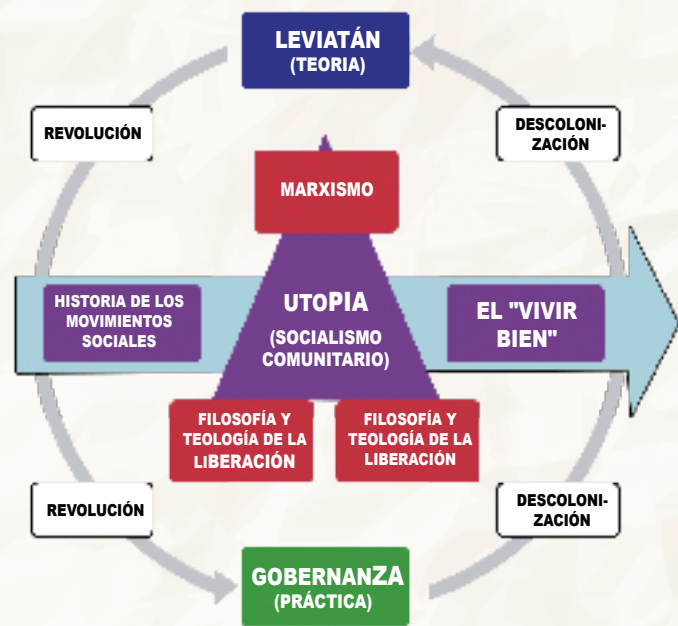 LEVIATÁN
(TEORIA)
REVOLUCIÓN
DESCOLONI-
ZACIÓN
MARXISMO
HISTORIA DE LOS
MOVIMIENTOS
SOCIALES
UTOPIA
(SOCIALISMO
COMUNITARIO)
EL "VIVIR
BIEN"
FILOSOFÍA Y
TEOLOGÍA DE LA
LIBERACIÓN
FILOSOFÍA Y
TEOLOGÍA DE LA
LIBERACIÓN
REVOLUCIÓN
DESCOLONI-
ZACIÓN
GOBERNANZA
(PRÁCTICA)